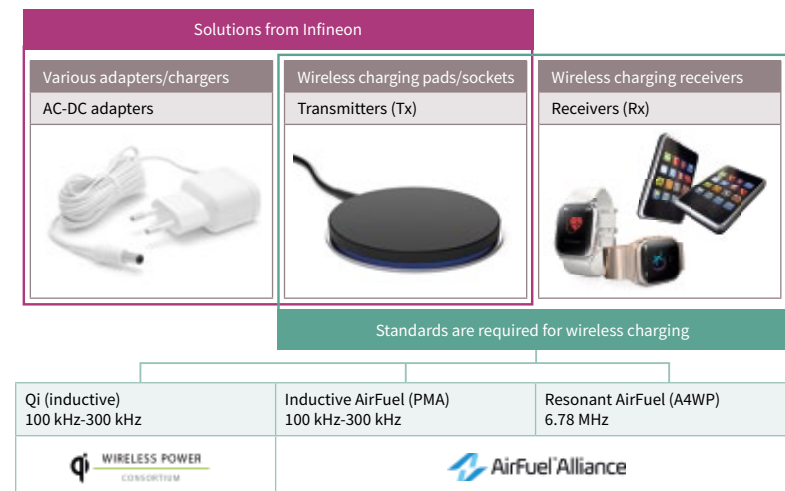 Solutions from Infineon
Various adapters/chargers
Wireless charging pads/sockets
Wireless charging receivers
AC-DC adapters
Transmitters (Tx)
Receivers (Rx)
Standards are required for wireless charging
Qi (inductive)
100 kHz-300 kHz
Inductive AirFuel (PMA)
100 kHz-300 kHz
Resonant AirFuel (A4WP)
6.78 MHz
qi WIRELESS POWER
CONSORTIUM
AirFuel Alliance